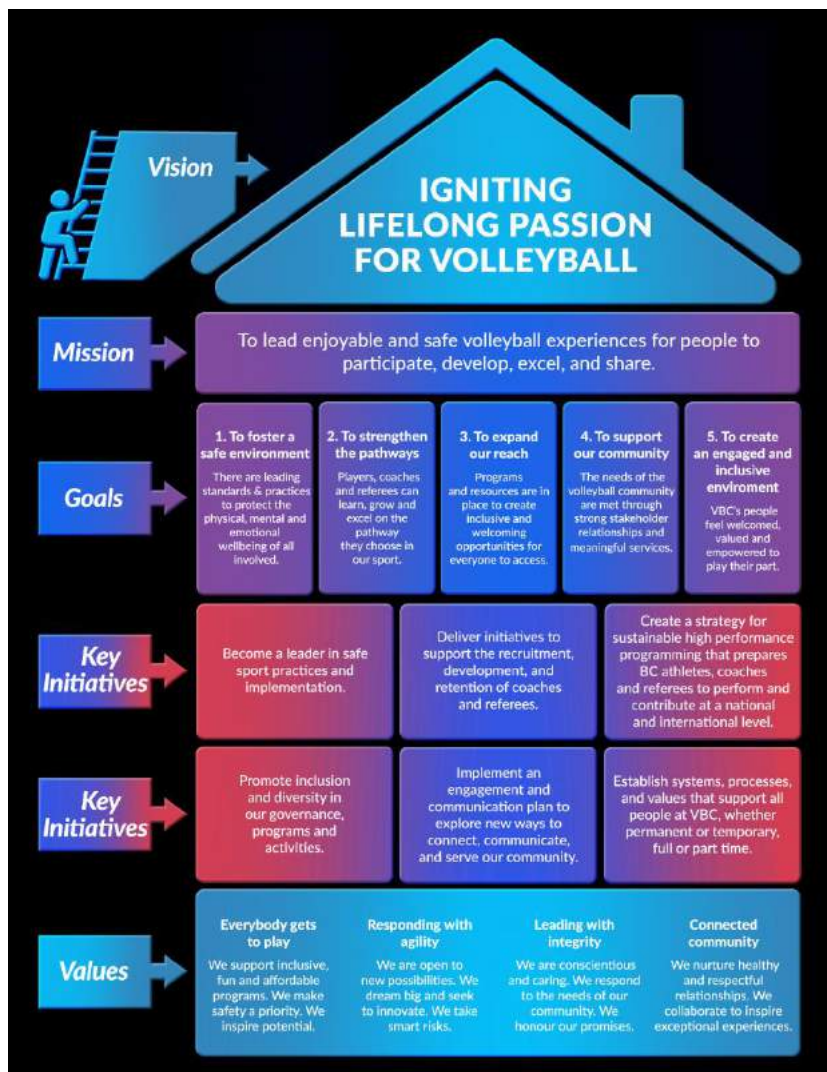 Vision
IGNITING
LIFELONG PASSION
FOR VOLLEYBALL
Mission
To lead enjoyable and safe volleyball experiences for people to
participate, develop, excel, and share.
Goals
1. To foster a
safe environment
There are leading
standards & practices
to protect the
physical, mental and
emotional
wellbeing of all
involved.
2. To strengthen
the pathways
Players, coaches
and referees can
learn, grow and
excel on the
pathway
they choose in
our sport.
3. To expand
our reach
Programs
and resources are in
place to create
inclusive and
welcoming
opportunities for
everyone to access.
4. To support
our community
The needs of the
volleyball community
are met through
strong stakeholder
relationships and
meaningful services.
5. To create
an engaged and
inclusive
enviroment
VBC's people
feel welcomed,
valued and
empowered to
play their part.
Key
Initiatives
Become a leader in safe
sport practices and
implementation.
Deliver initiatives to
support the recruitment,
development, and
retention of coaches
and referees.
Create a strategy for
sustainable high performance
programming that prepares
BC athletes, coaches
and referees to perform and
contribute at a national
and international level.
Key
Initiatives
Promote inclusion
and diversity in
our governance,
programs and
activities.
Implement an
engagement and
communication plan to
explore new ways to
connect, communicate,
and serve our community.
Establish systems, processes,
and values that support all
people at VBC, whether
permanent or temporary,
full or part time.
Values
Everybody gets
to play
We support inclusive,
fun and affordable
programs. We make
safety a priority. We
inspire potential.
Responding with
agility
We are open to
new possibilities. We
dream big and seek
to innovate. We take
smart risks.
Leading with
integrity
We are conscientious
and caring. We respond
to the needs of our
community. We
honour our promises.
Connected
community
We nurture healthy
and respectful
relationships. We
collaborate to inspire
exceptional experiences.